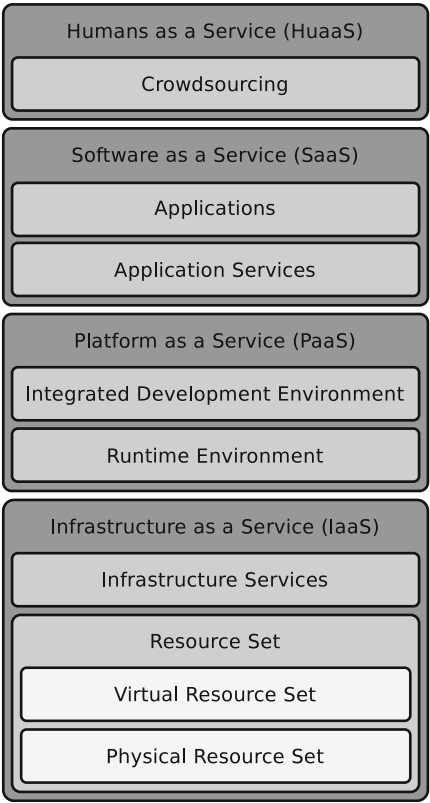 Humans as a Service (HuaaS)
Crowdsourcing
Software as a Service (SaaS)
Applications
Application Services
Platform as a Service (PaaS)
Integrated Development Environment
Runtime Environment
Infrastructure as a Service (IaaS)
Infrastructure Services
Resource Set
Virtual Resource Set
Physical Resource Set